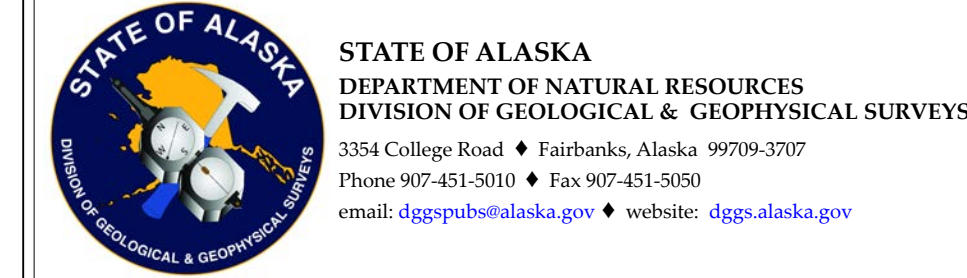 STATE OF ALASKA
DIVISION OF GEOLOGICAL & GEOPHYSICAL SURVEYS
N
E
W
S
STATE OF ALASKA
DEPARTMENT OF NATURAL RESOURCES
DIVISION OF GEOLOGICAL & GEOPHYSICAL SURVEYS
3354 College Road ♦ Fairbanks, Alaska 99709-3707
Phone 907-451-5010 ♦ Fax 907-451-5050
email: dggspubs@alaska.gov ♦ website: dggs.alaska.gov